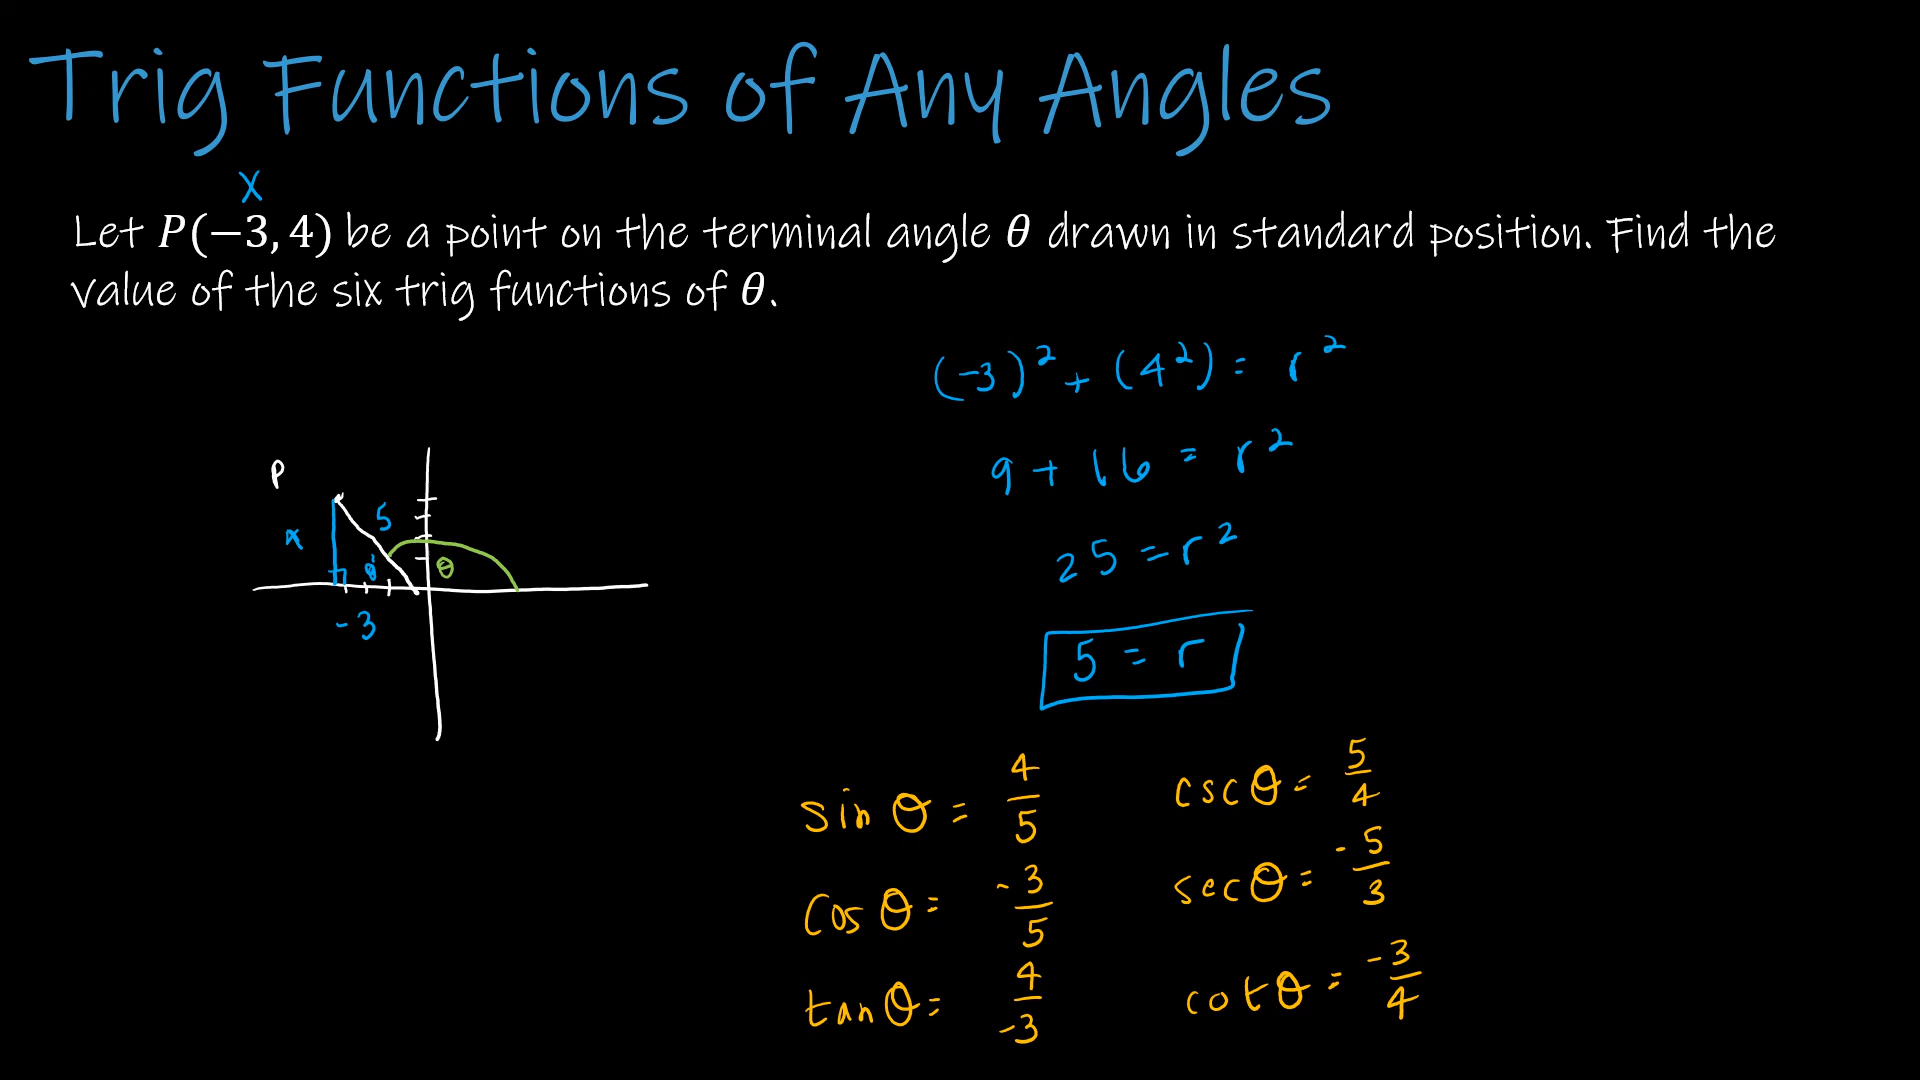 Trig Functions of Any Angles
x
Let P(−3, 4) be a point on the terminal angle θ drawn in standard position. Find the
value of the six trig functions of θ.
(-3)² + (4²) = r²
9 + 16 = r²
25 = r²
5 = r
P
5
θ'
θ
-3
sin θ = 4/5
csc θ = 5/4
cos θ = -3/5
sec θ = -5/3
tan θ = 4/-3
cot θ = -3/4